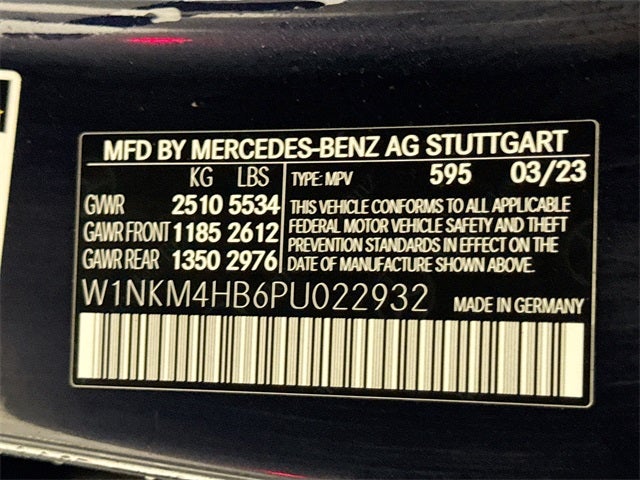 MFD BY MERCEDES-BENZ AG STUTTGART
KG LBS TYPE: MPV 595 03/23
GVWR 2510 5534
GAWR FRONT 1185 2612
GAWR REAR 1350 2976
THIS VEHICLE CONFORMS TO ALL APPLICABLE
FEDERAL MOTOR VEHICLE SAFETY AND THEFT
PREVENTION STANDARDS IN EFFECT ON THE
DATE OF MANUFACTURE SHOWN ABOVE.
W1NKM4HB6PU022932 MADE IN GERMANY